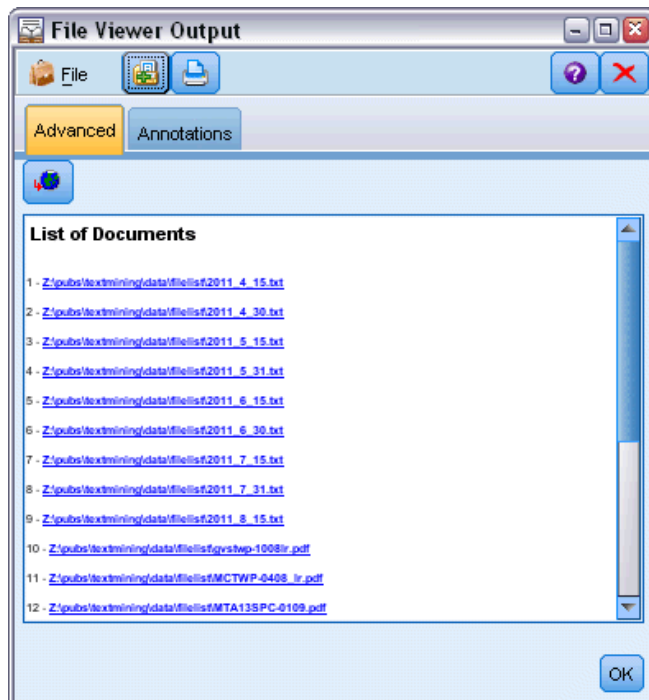 File Viewer Output
File
Advanced
Annotations
List of Documents
1 - Z:\pubs\textmining\data\filelist\2011_4_15.txt
2 - Z:\pubs\textmining\data\filelist\2011_4_30.txt
3 - Z:\pubs\textmining\data\filelist\2011_5_15.txt
4 - Z:\pubs\textmining\data\filelist\2011_5_31.txt
5 - Z:\pubs\textmining\data\filelist\2011_6_15.txt
6 - Z:\pubs\textmining\data\filelist\2011_6_30.txt
7 - Z:\pubs\textmining\data\filelist\2011_7_15.txt
8 - Z:\pubs\textmining\data\filelist\2011_7_31.txt
9 - Z:\pubs\textmining\data\filelist\2011_8_15.txt
10 - Z:\pubs\textmining\data\filelist\gvstwp-1008lr.pdf
11 - Z:\pubs\textmining\data\filelist\MCTWP-0408_lr.pdf
12 - Z:\pubs\textmining\data\filelist\MTA13SPC-0109.pdf
OK